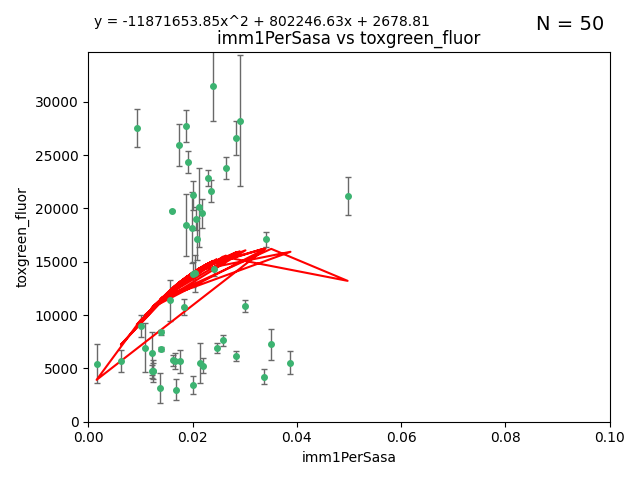 y = -11871653.85x^2 + 802246.63x + 2678.81
N = 50
imm1PerSasa vs toxgreen_fluor
toxgreen_fluor
30000
25000
20000
15000
10000
5000
0
0.00 0.02 0.04 0.06 0.08 0.10
imm1PerSasa